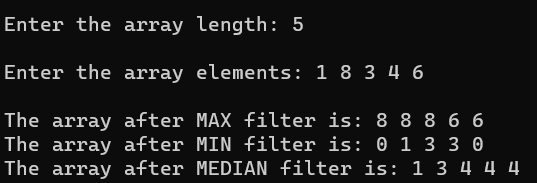 Enter the array length: 5
Enter the array elements: 1 8 3 4 6
The array after MAX filter is: 8 8 8 6 6
The array after MIN filter is: 0 1 3 3 0
The array after MEDIAN filter is: 1 3 4 4 4